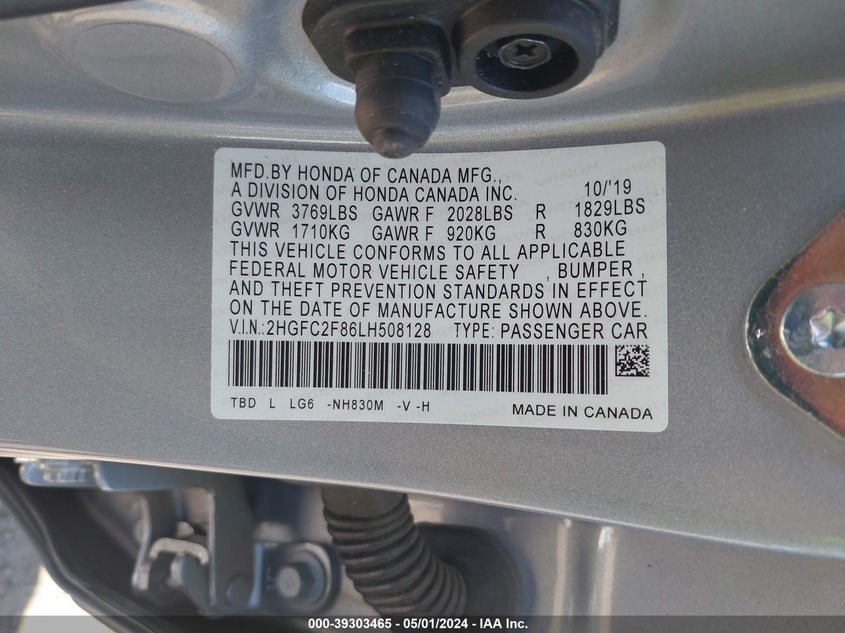 MFD.BY HONDA OF CANADA MFG.,
A DIVISION OF HONDA CANADA INC. 10/'19
GVWR 3769LBS GAWR F 2028LBS R 1829LBS
GVWR 1710KG GAWR F 920KG R 830KG
THIS VEHICLE CONFORMS TO ALL APPLICABLE
FEDERAL MOTOR VEHICLE SAFETY , BUMPER ,
AND THEFT PREVENTION STANDARDS IN EFFECT
ON THE DATE OF MANUFACTURE SHOWN ABOVE.
V.I.N.:2HGFC2F86LH508128 TYPE: PASSENGER CAR
TBD L LG6 -NH830M -V -H MADE IN CANADA
000-39303465 - 05/01/2024 - IAA Inc.